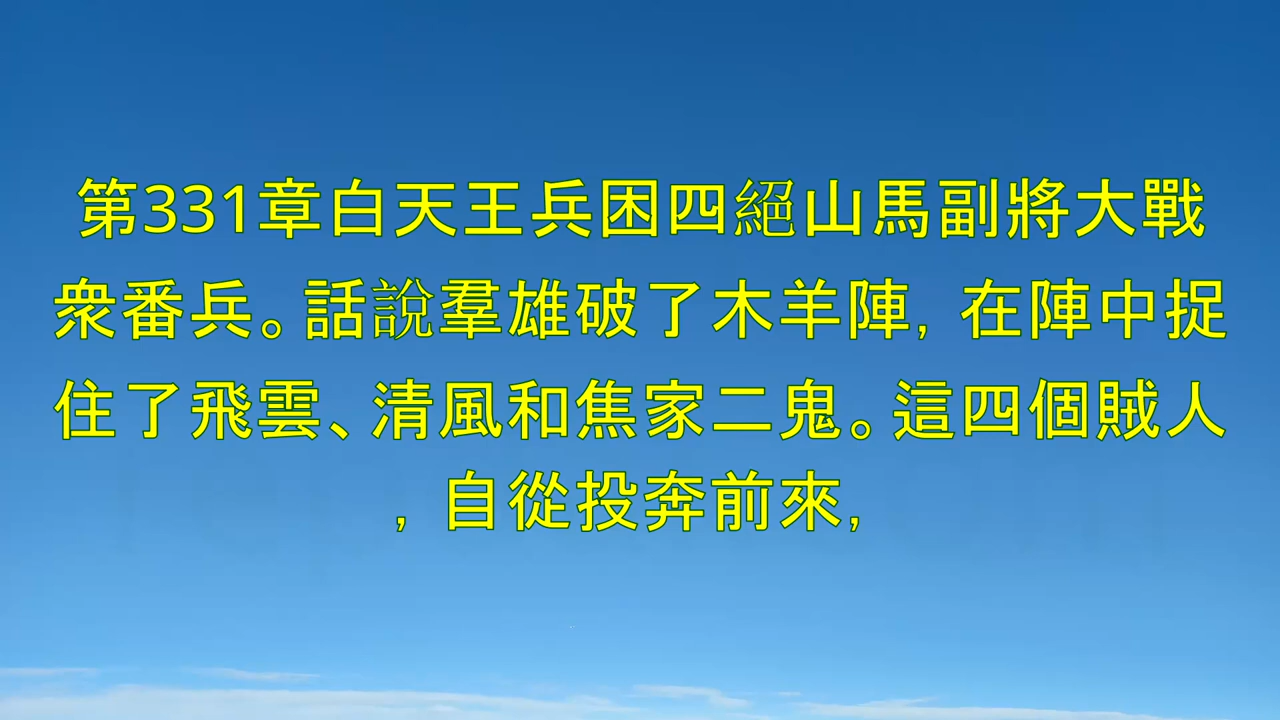 第331章白天王兵困四絕山馬副將大戰
衆番兵。話說羣雄破了木羊陣，在陣中捉
住了飛雲、清風和焦家二鬼。這四個賊人
，自從投奔前來，